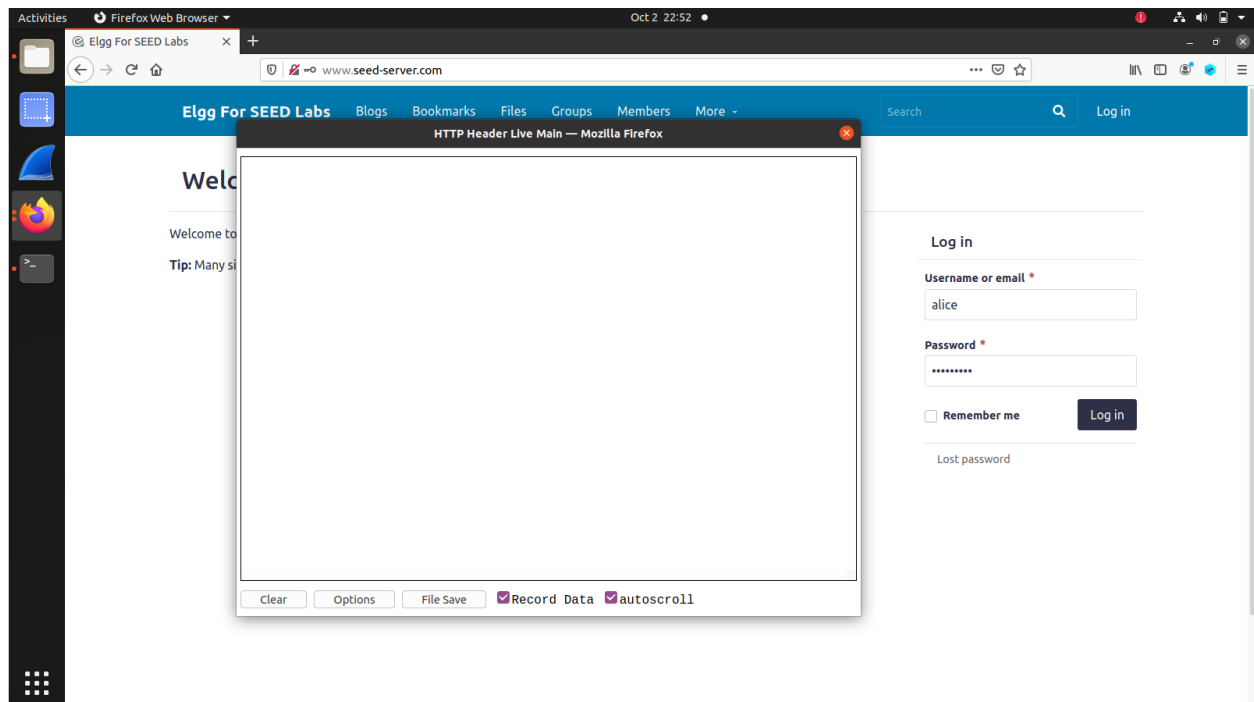 Activities Firefox Web Browser Oct 2 22:52
Elgg For SEED Labs
www.seed-server.com
Elgg For SEED Labs Blogs Bookmarks Files Groups Members More Search Log in
HTTP Header Live Main — Mozilla Firefox
Welc
Welcome to
Tip: Many si
Log in
Username or email *
alice
Password *
•••••••••
Remember me Log in
Lost password
Clear Options File Save Record Data autoscroll